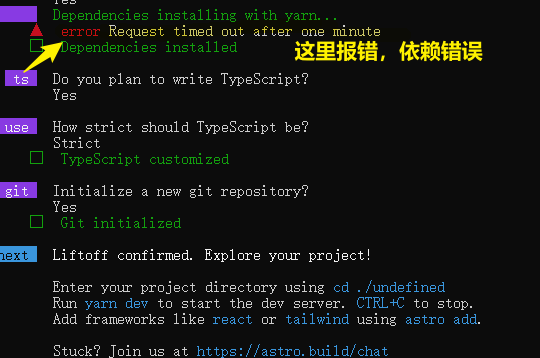 Yes
Dependencies installing with yarn...
error Request timed out after one minute
Dependencies installed
这里报错，依赖错误
ts Do you plan to write TypeScript?
Yes
use How strict should TypeScript be?
Strict
TypeScript customized
git Initialize a new git repository?
Yes
Git initialized
next Liftoff confirmed. Explore your project!
Enter your project directory using cd ./undefined
Run yarn dev to start the dev server. CTRL+C to stop.
Add frameworks like react or tailwind using astro add.
Stuck? Join us at https://astro.build/chat